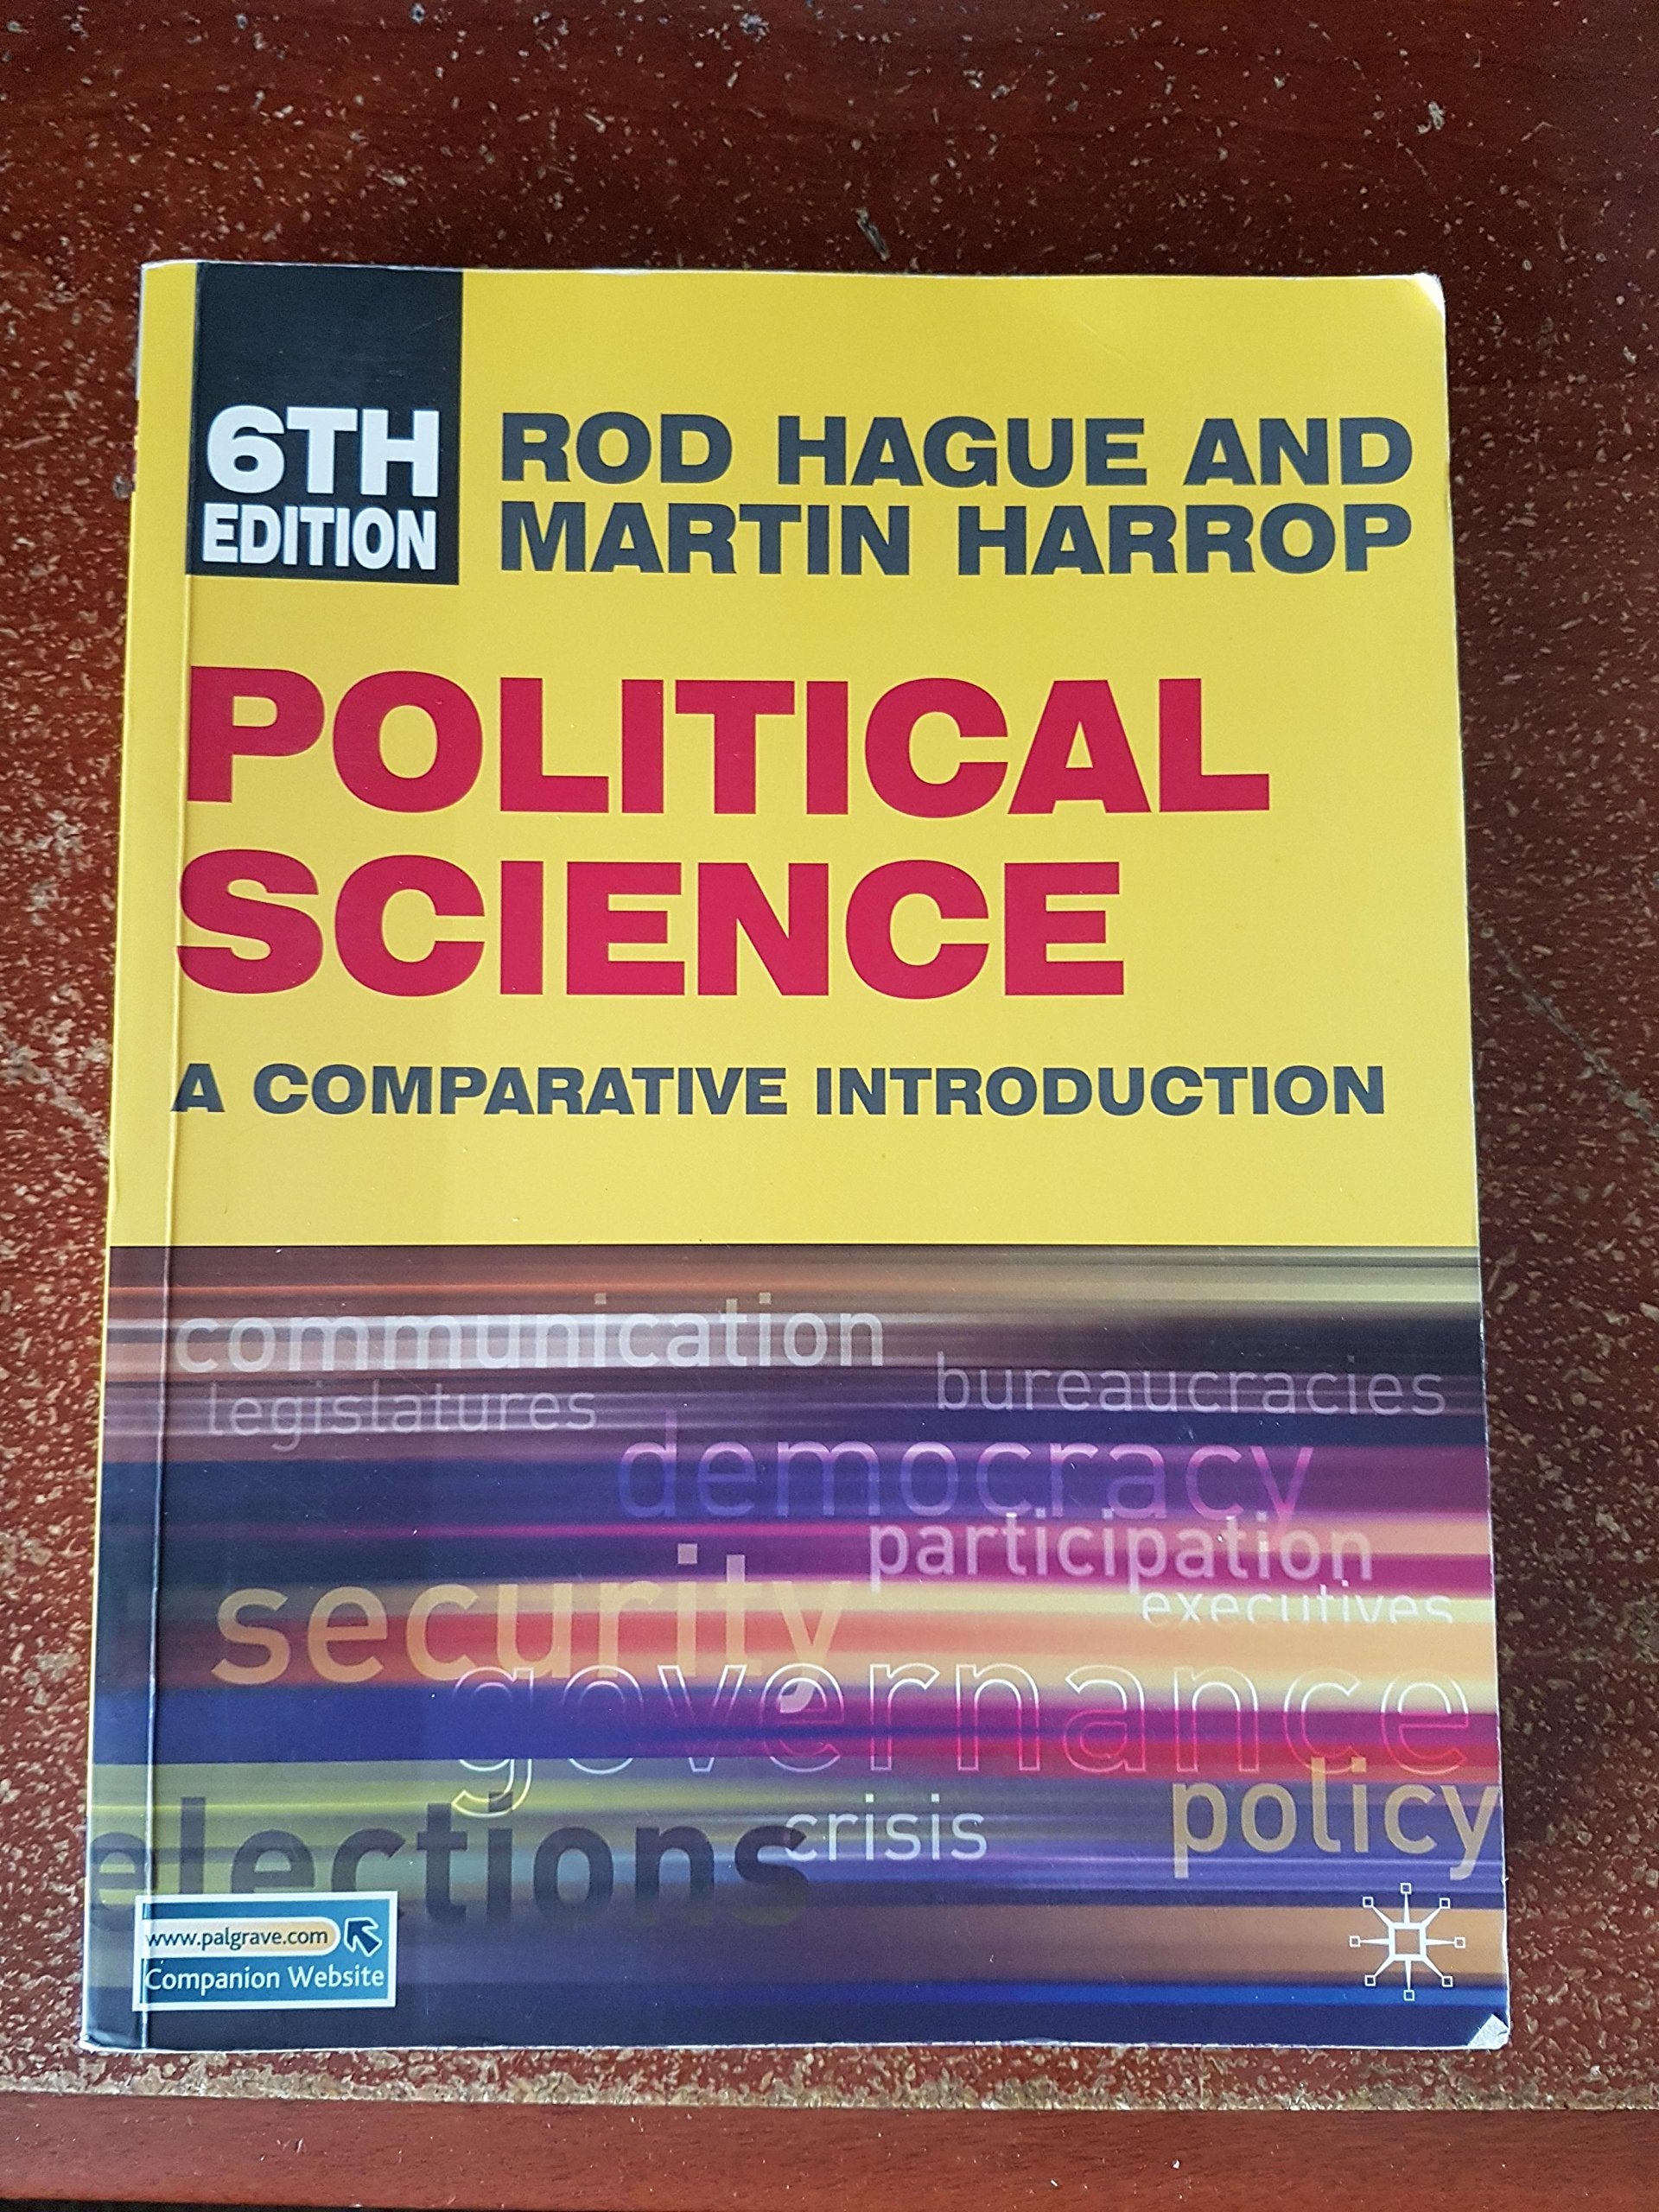 6TH
EDITION
ROD HAGUE AND
MARTIN HARROP
POLITICAL
SCIENCE
A COMPARATIVE INTRODUCTION
communication
bureaucracies
legislatures
democracy
participation
security
executives
governance
policy
crisis
elections
www.palgrave.com
Companion Website